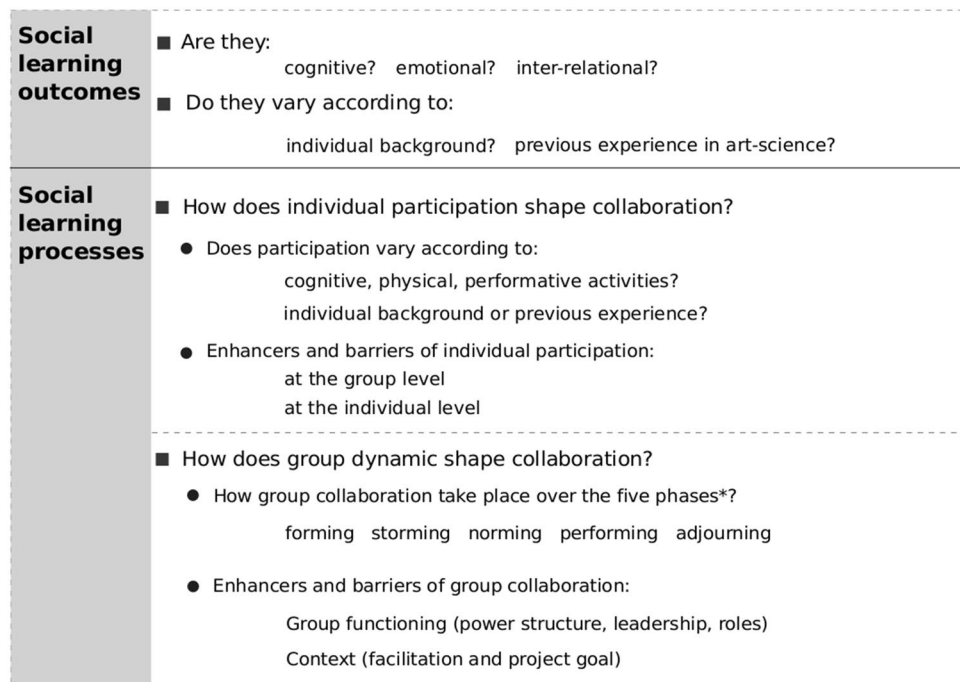 Social
learning
outcomes
■ Are they:
cognitive? emotional? inter-relational?
■ Do they vary according to:
individual background? previous experience in art-science?
Social
learning
processes
■ How does individual participation shape collaboration?
● Does participation vary according to:
cognitive, physical, performative activities?
individual background or previous experience?
● Enhancers and barriers of individual participation:
at the group level
at the individual level
■ How does group dynamic shape collaboration?
● How group collaboration take place over the five phases*?
forming storming norming performing adjourning
● Enhancers and barriers of group collaboration:
Group functioning (power structure, leadership, roles)
Context (facilitation and project goal)